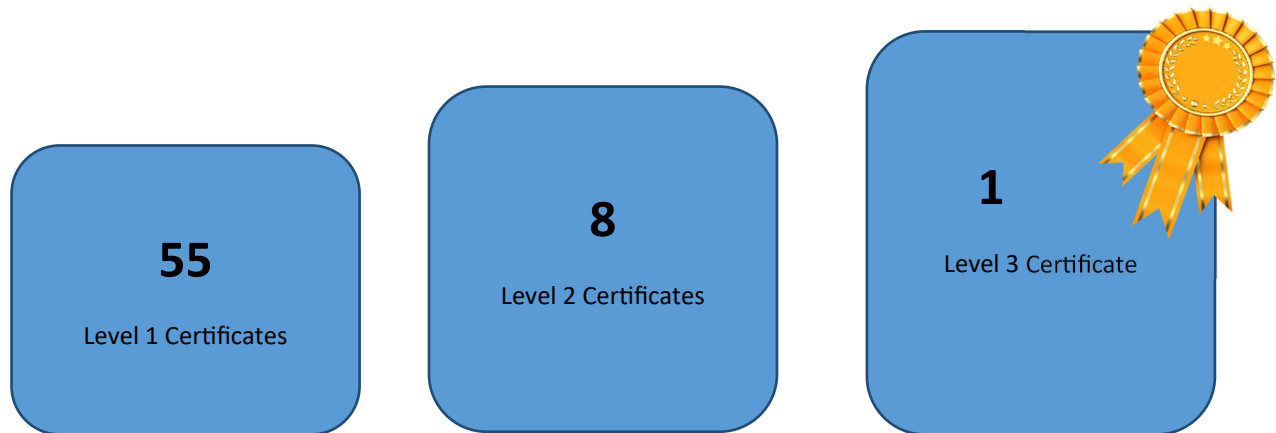 55
Level 1 Certificates
8
Level 2 Certificates
1
Level 3 Certificate